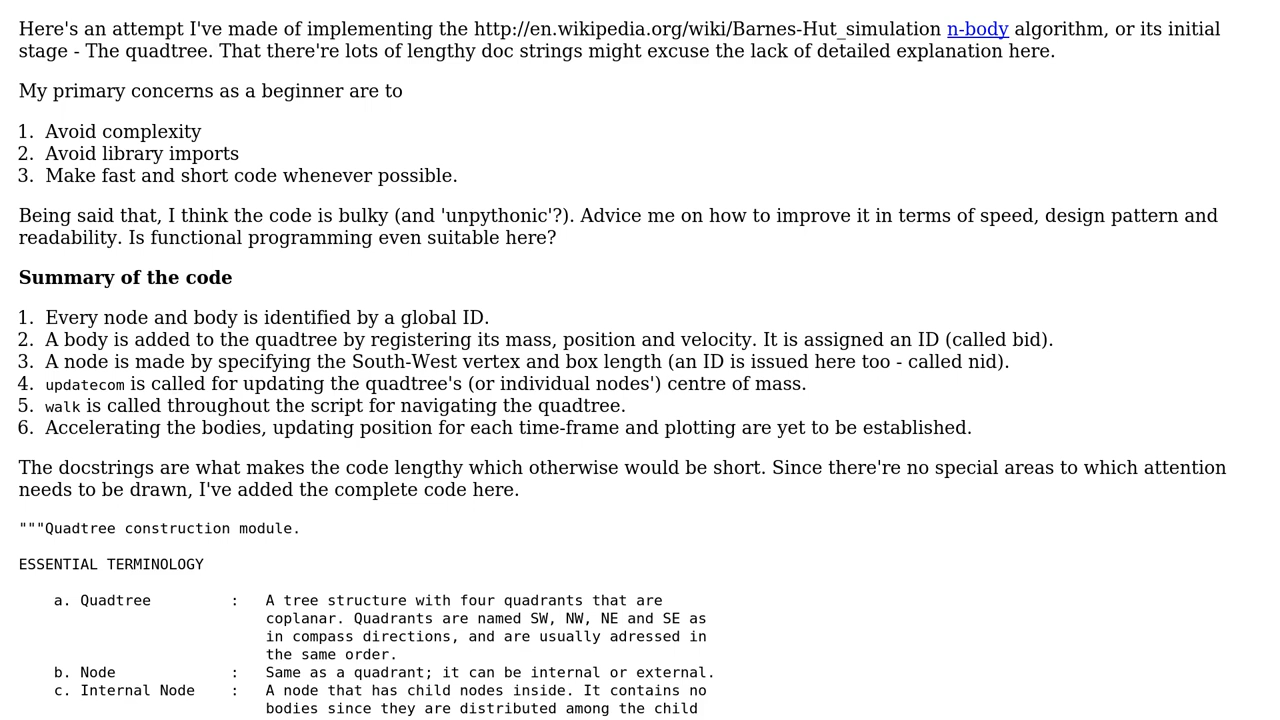 Here's an attempt I've made of implementing the http://en.wikipedia.org/wiki/Barnes-Hut_simulation n-body algorithm, or its initial
stage - The quadtree. That there're lots of lengthy doc strings might excuse the lack of detailed explanation here.
My primary concerns as a beginner are to
1. Avoid complexity
2. Avoid library imports
3. Make fast and short code whenever possible.
Being said that, I think the code is bulky (and 'unpythonic'?). Advice me on how to improve it in terms of speed, design pattern and
readability. Is functional programming even suitable here?
Summary of the code
1. Every node and body is identified by a global ID.
2. A body is added to the quadtree by registering its mass, position and velocity. It is assigned an ID (called bid).
3. A node is made by specifying the South-West vertex and box length (an ID is issued here too - called nid).
4. updatecom is called for updating the quadtree's (or individual nodes') centre of mass.
5. walk is called throughout the script for navigating the quadtree.
6. Accelerating the bodies, updating position for each time-frame and plotting are yet to be established.
The docstrings are what makes the code lengthy which otherwise would be short. Since there're no special areas to which attention
needs to be drawn, I've added the complete code here.
"""Quadtree construction module.
ESSENTIAL TERMINOLOGY
a. Quadtree : A tree structure with four quadrants that are
coplanar. Quadrants are named SW, NW, NE and SE as
in compass directions, and are usually adressed in
the same order.
b. Node : Same as a quadrant; it can be internal or external.
c. Internal Node : A node that has child nodes inside. It contains no
bodies since they are distributed among the child